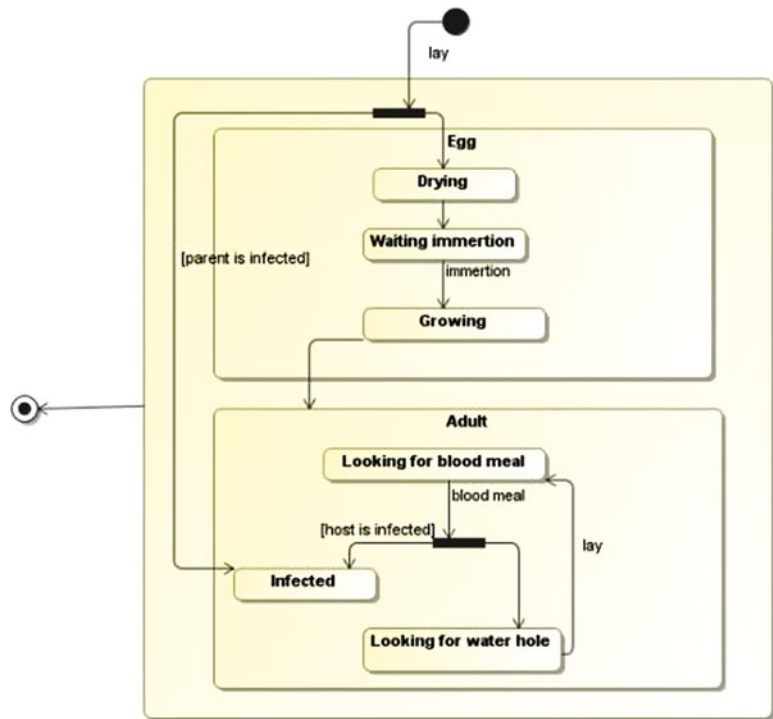 lay
Egg
Drying
Waiting immertion
[parent is infected]
immertion
Growing
Adult
Looking for blood meal
blood meal
[host is infected]
lay
Infected
Looking for water hole